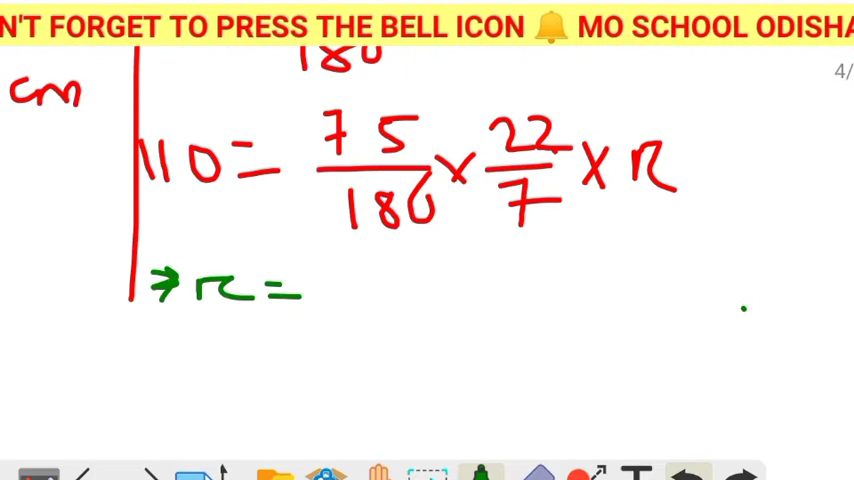 N'T FORGET TO PRESS THE BELL ICON 🔔 MO SCHOOL ODISHA
180
4/
cm
110 = 75/180 × 22/7 × r
⇒ r =